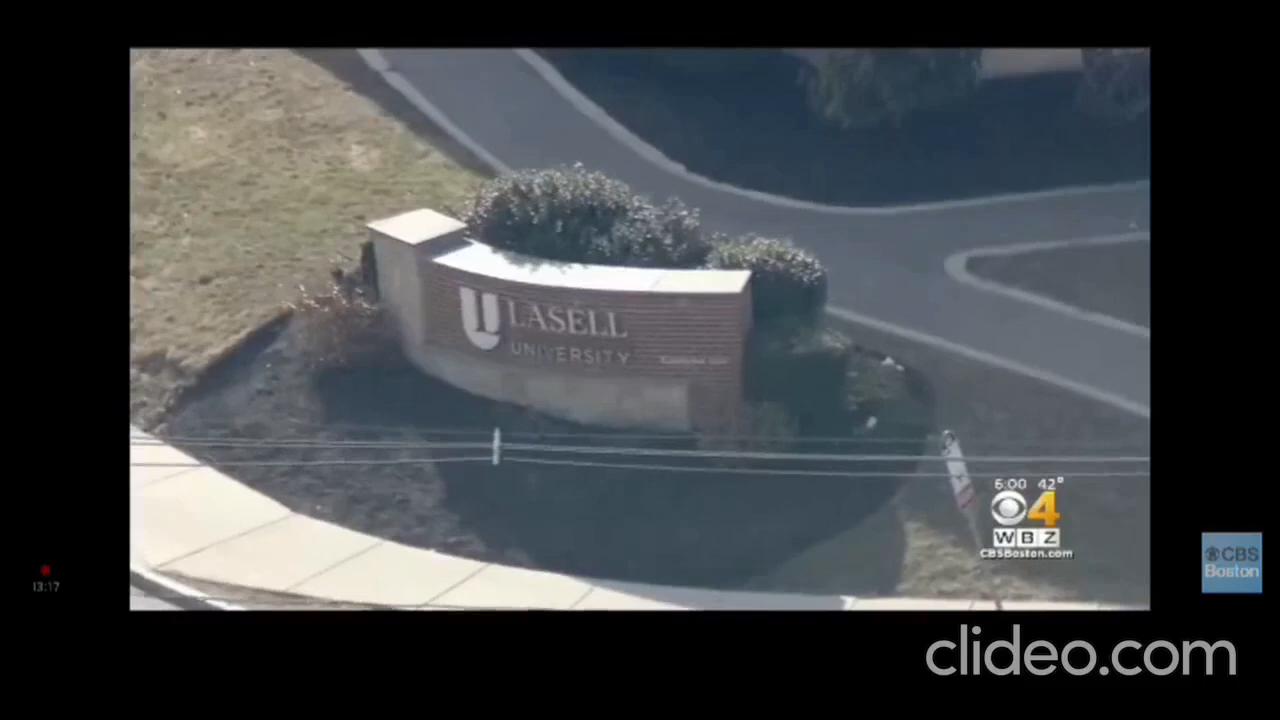 LASELL
UNIVERSITY
6:00 42°
4
WBZ
CBSBoston.com
CBS
Boston
13:17
clideo.com